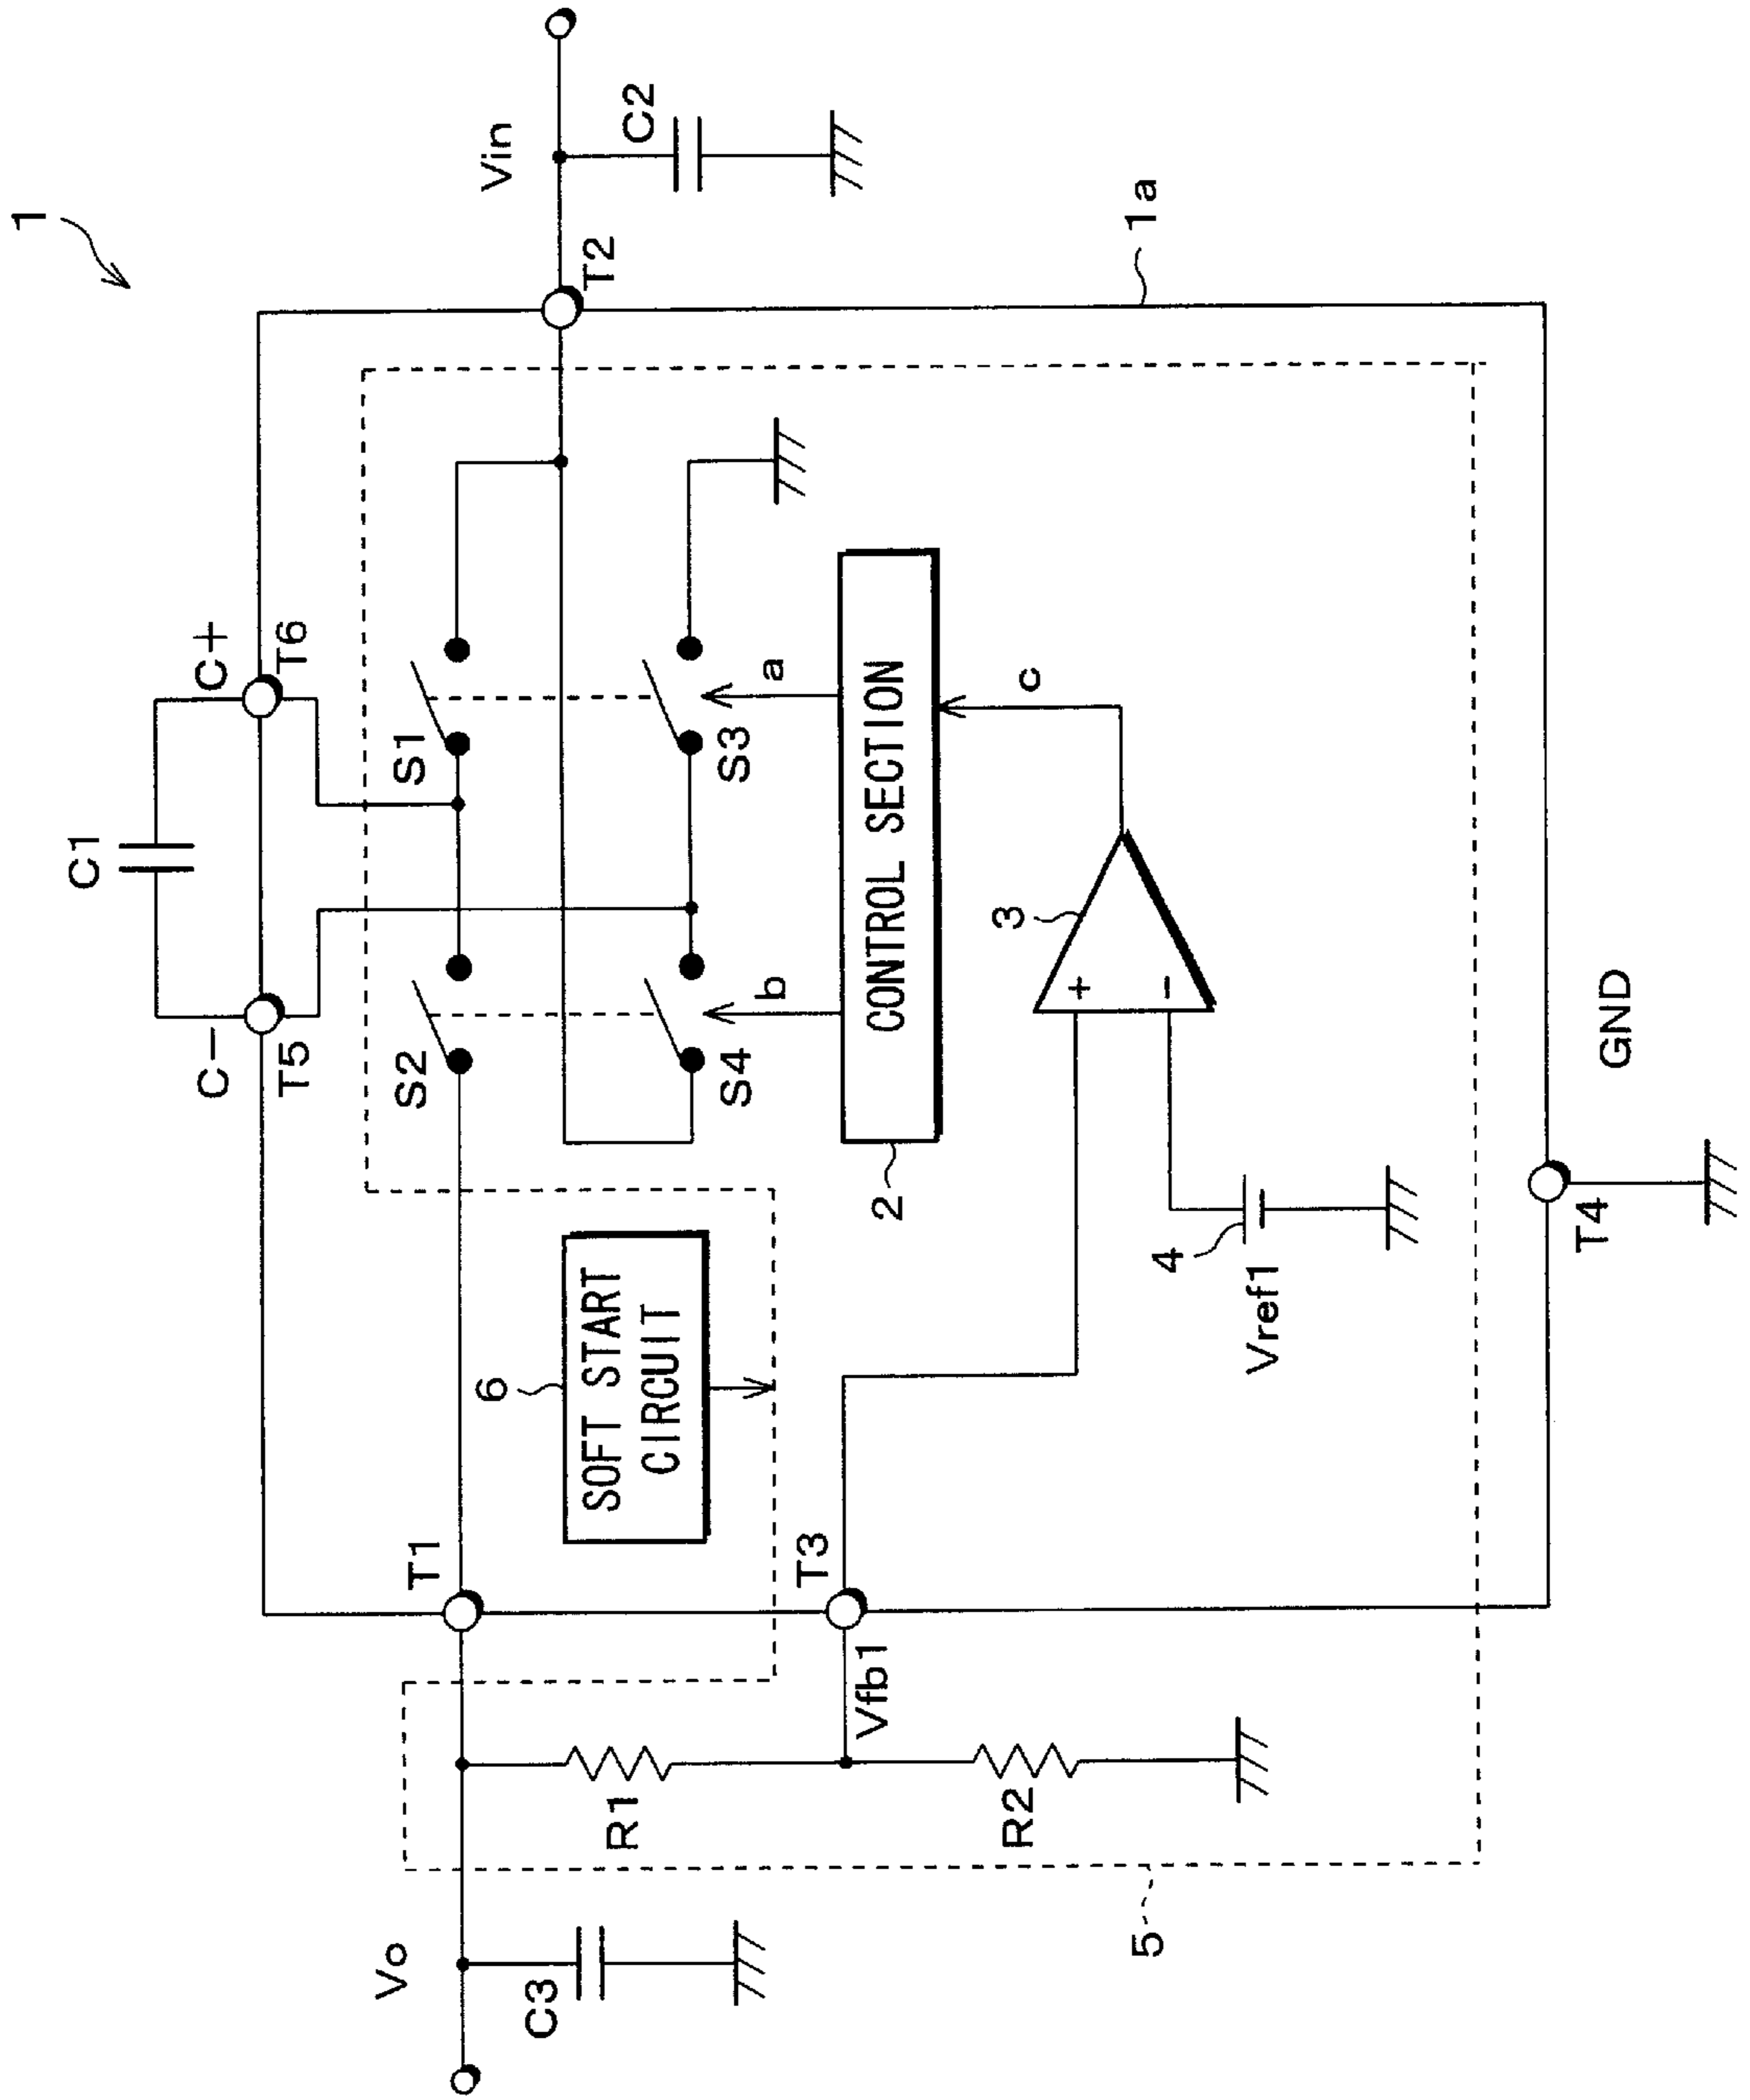 1
C1
C-
C+
T5
T6
Vin
C2
T2
S1
S2
S3
S4
a
b
1a
Vo
C3
T1
6
SOFT START
CIRCUIT
CONTROL SECTION
2
c
3
+
-
T3
Vfb1
R1
R2
4
Vref1
5
T4
GND